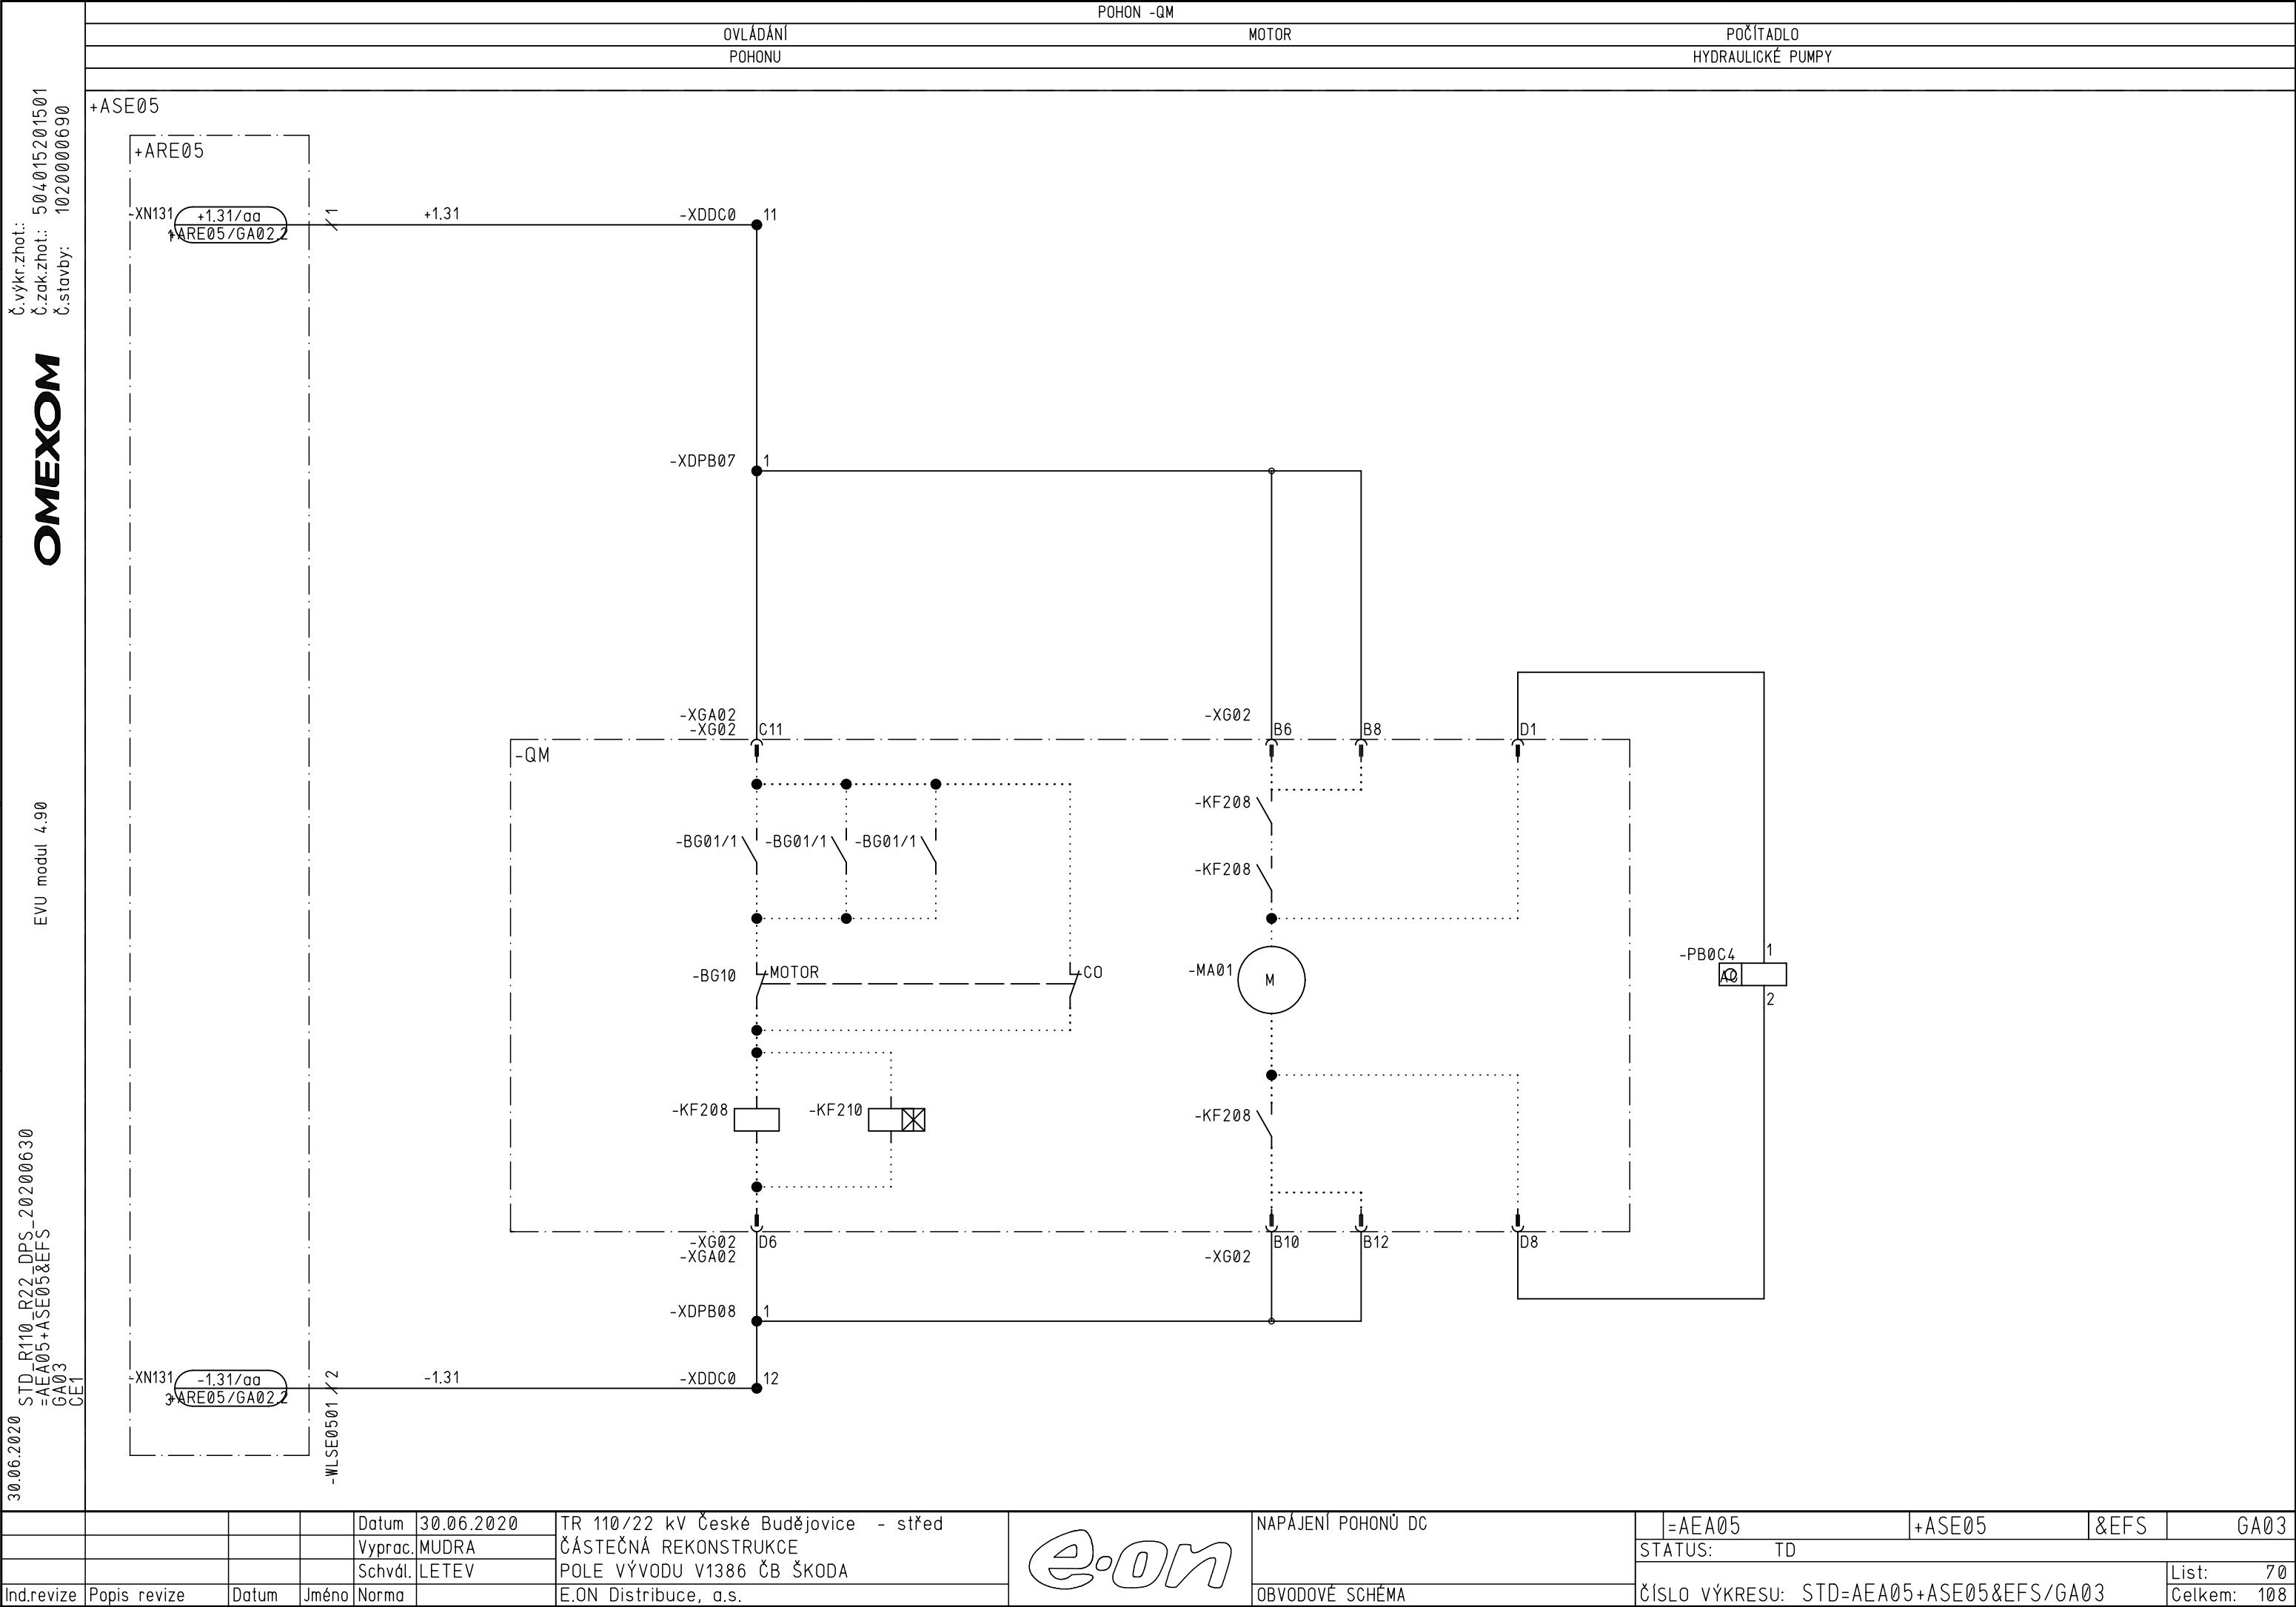 POHON -QM
OVLÁDÁNÍ MOTOR POČÍTADLO
POHONU HYDRAULICKÉ PUMPY
+ASE05
+ARE05
-XN131 +1.31/aa
1 +ARE05/GA02.2
1
+1.31
-XDDC0 11
-XDPB07 1
-XGA02
-XG02 C11
-XG02 B6 B8 D1
-QM
-KF208
-BG01/1 -BG01/1 -BG01/1
-KF208
-BG10 MOTOR CO
-MA01 M
-PB0C4 1
AC
2
-KF208 -KF210
-KF208
-XG02 D6
-XGA02
-XG02 B10 B12 D8
-XDPB08 1
-XN131 -1.31/aa
3 +ARE05/GA02.2
-WLSE0501 2
-1.31
-XDDC0 12
Č.výkr.zhot.:
Č.zak.zhot.: 504015201501
Č.stavby: 1020000690
OMEXOM
EVU modul 4.90
30.06.2020
STD_R110_R22_DPS_20200630
=AEA05+ASE05&EFS
GA03
CE1
Datum 30.06.2020
Vyprac. MUDRA
Schvál. LETEV
Ind.revize Popis revize Datum Jméno Norma
TR 110/22 kV České Budějovice - střed
ČÁSTEČNÁ REKONSTRUKCE
POLE VÝVODU V1386 ČB ŠKODA
E.ON Distribuce, a.s.
e·on
NAPÁJENÍ POHONŮ DC
OBVODOVÉ SCHÉMA
=AEA05 +ASE05 &EFS GA03
STATUS: TD
ČÍSLO VÝKRESU: STD=AEA05+ASE05&EFS/GA03
List: 70
Celkem: 108